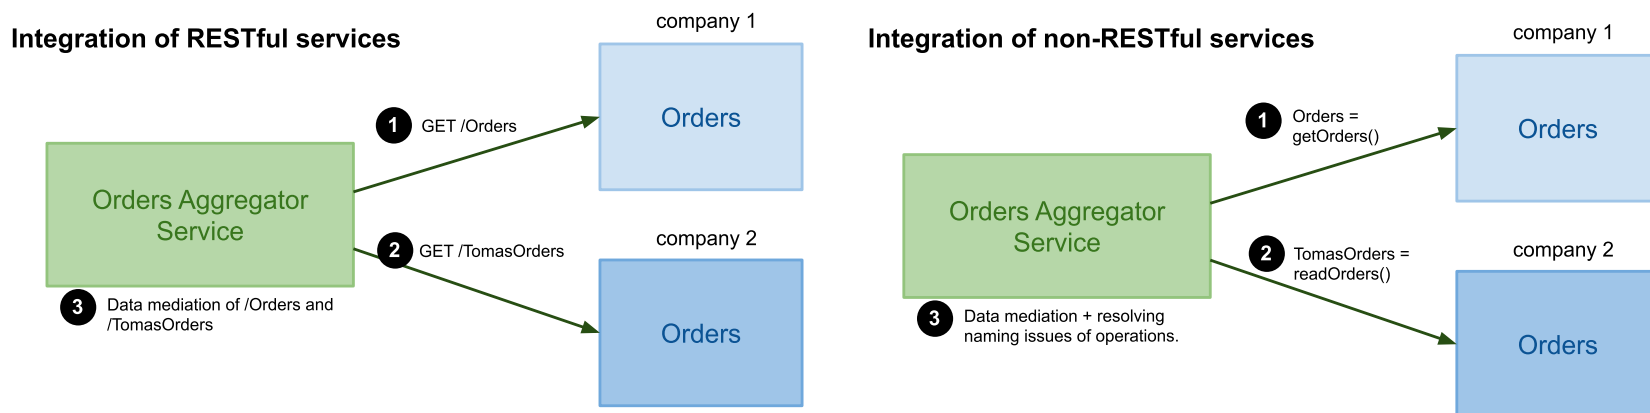 Integration of RESTful services
company 1
Orders
1
GET /Orders
Orders Aggregator
Service
2
GET /TomasOrders
company 2
Orders
3
Data mediation of /Orders and
/TomasOrders
Integration of non-RESTful services
company 1
Orders
1
Orders =
getOrders()
Orders Aggregator
Service
2
TomasOrders =
readOrders()
company 2
Orders
3
Data mediation + resolving
naming issues of operations.